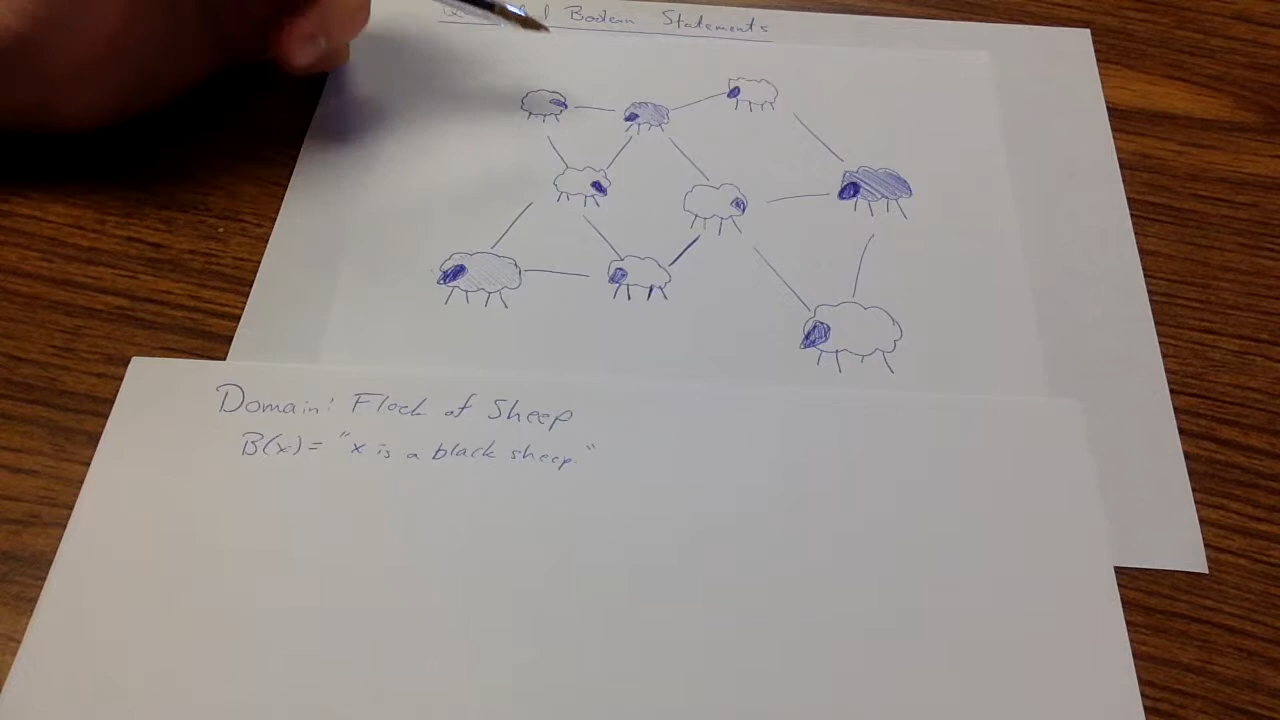 Boolean Statements
Domain: Flock of Sheep
B(x) = "x is a black sheep."